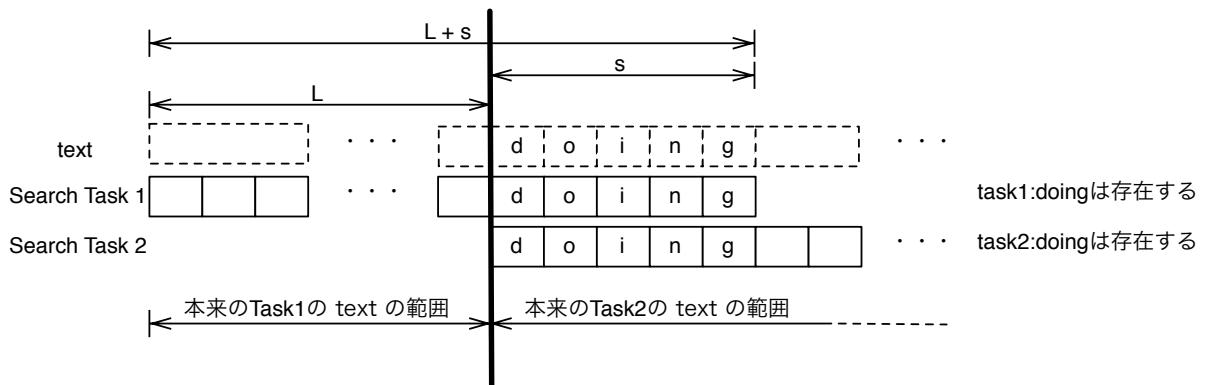 L + s
s
L
text ・・・ d o i n g ・・・
Search Task 1 ・・・ d o i n g task1:doingは存在する
Search Task 2 d o i n g ・・・ task2:doingは存在する
本来のTask1の text の範囲 本来のTask2の text の範囲